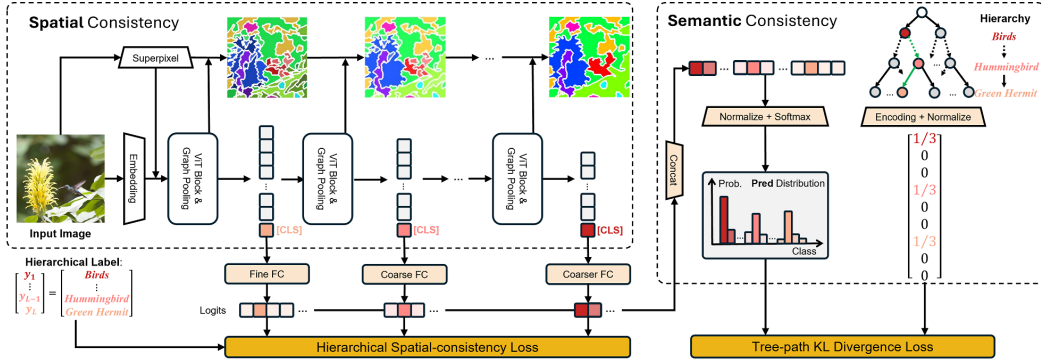 Spatial Consistency
Superpixel
...
Embedding
ViT Block &
Graph Pooling
ViT Block &
Graph Pooling
...
ViT Block &
Graph Pooling
Input Image
[CLS]
[CLS]
[CLS]
Hierarchical Label:
y1
⋮
yL−1
yL
=
Birds
⋮
Hummingbird
Green Hermit
Fine FC
Coarse FC
Coarser FC
Logits
...
...
...
Hierarchical Spatial-consistency Loss
Concat
Semantic Consistency
... ...
Normalize + Softmax
Prob. Pred Distribution
... ...
Class
Hierarchy
Birds
⋮
Hummingbird
Green Hermit
...
... ...
Encoding + Normalize
1/3
0
0
1/3
0
0
1/3
0
0
Tree-path KL Divergence Loss